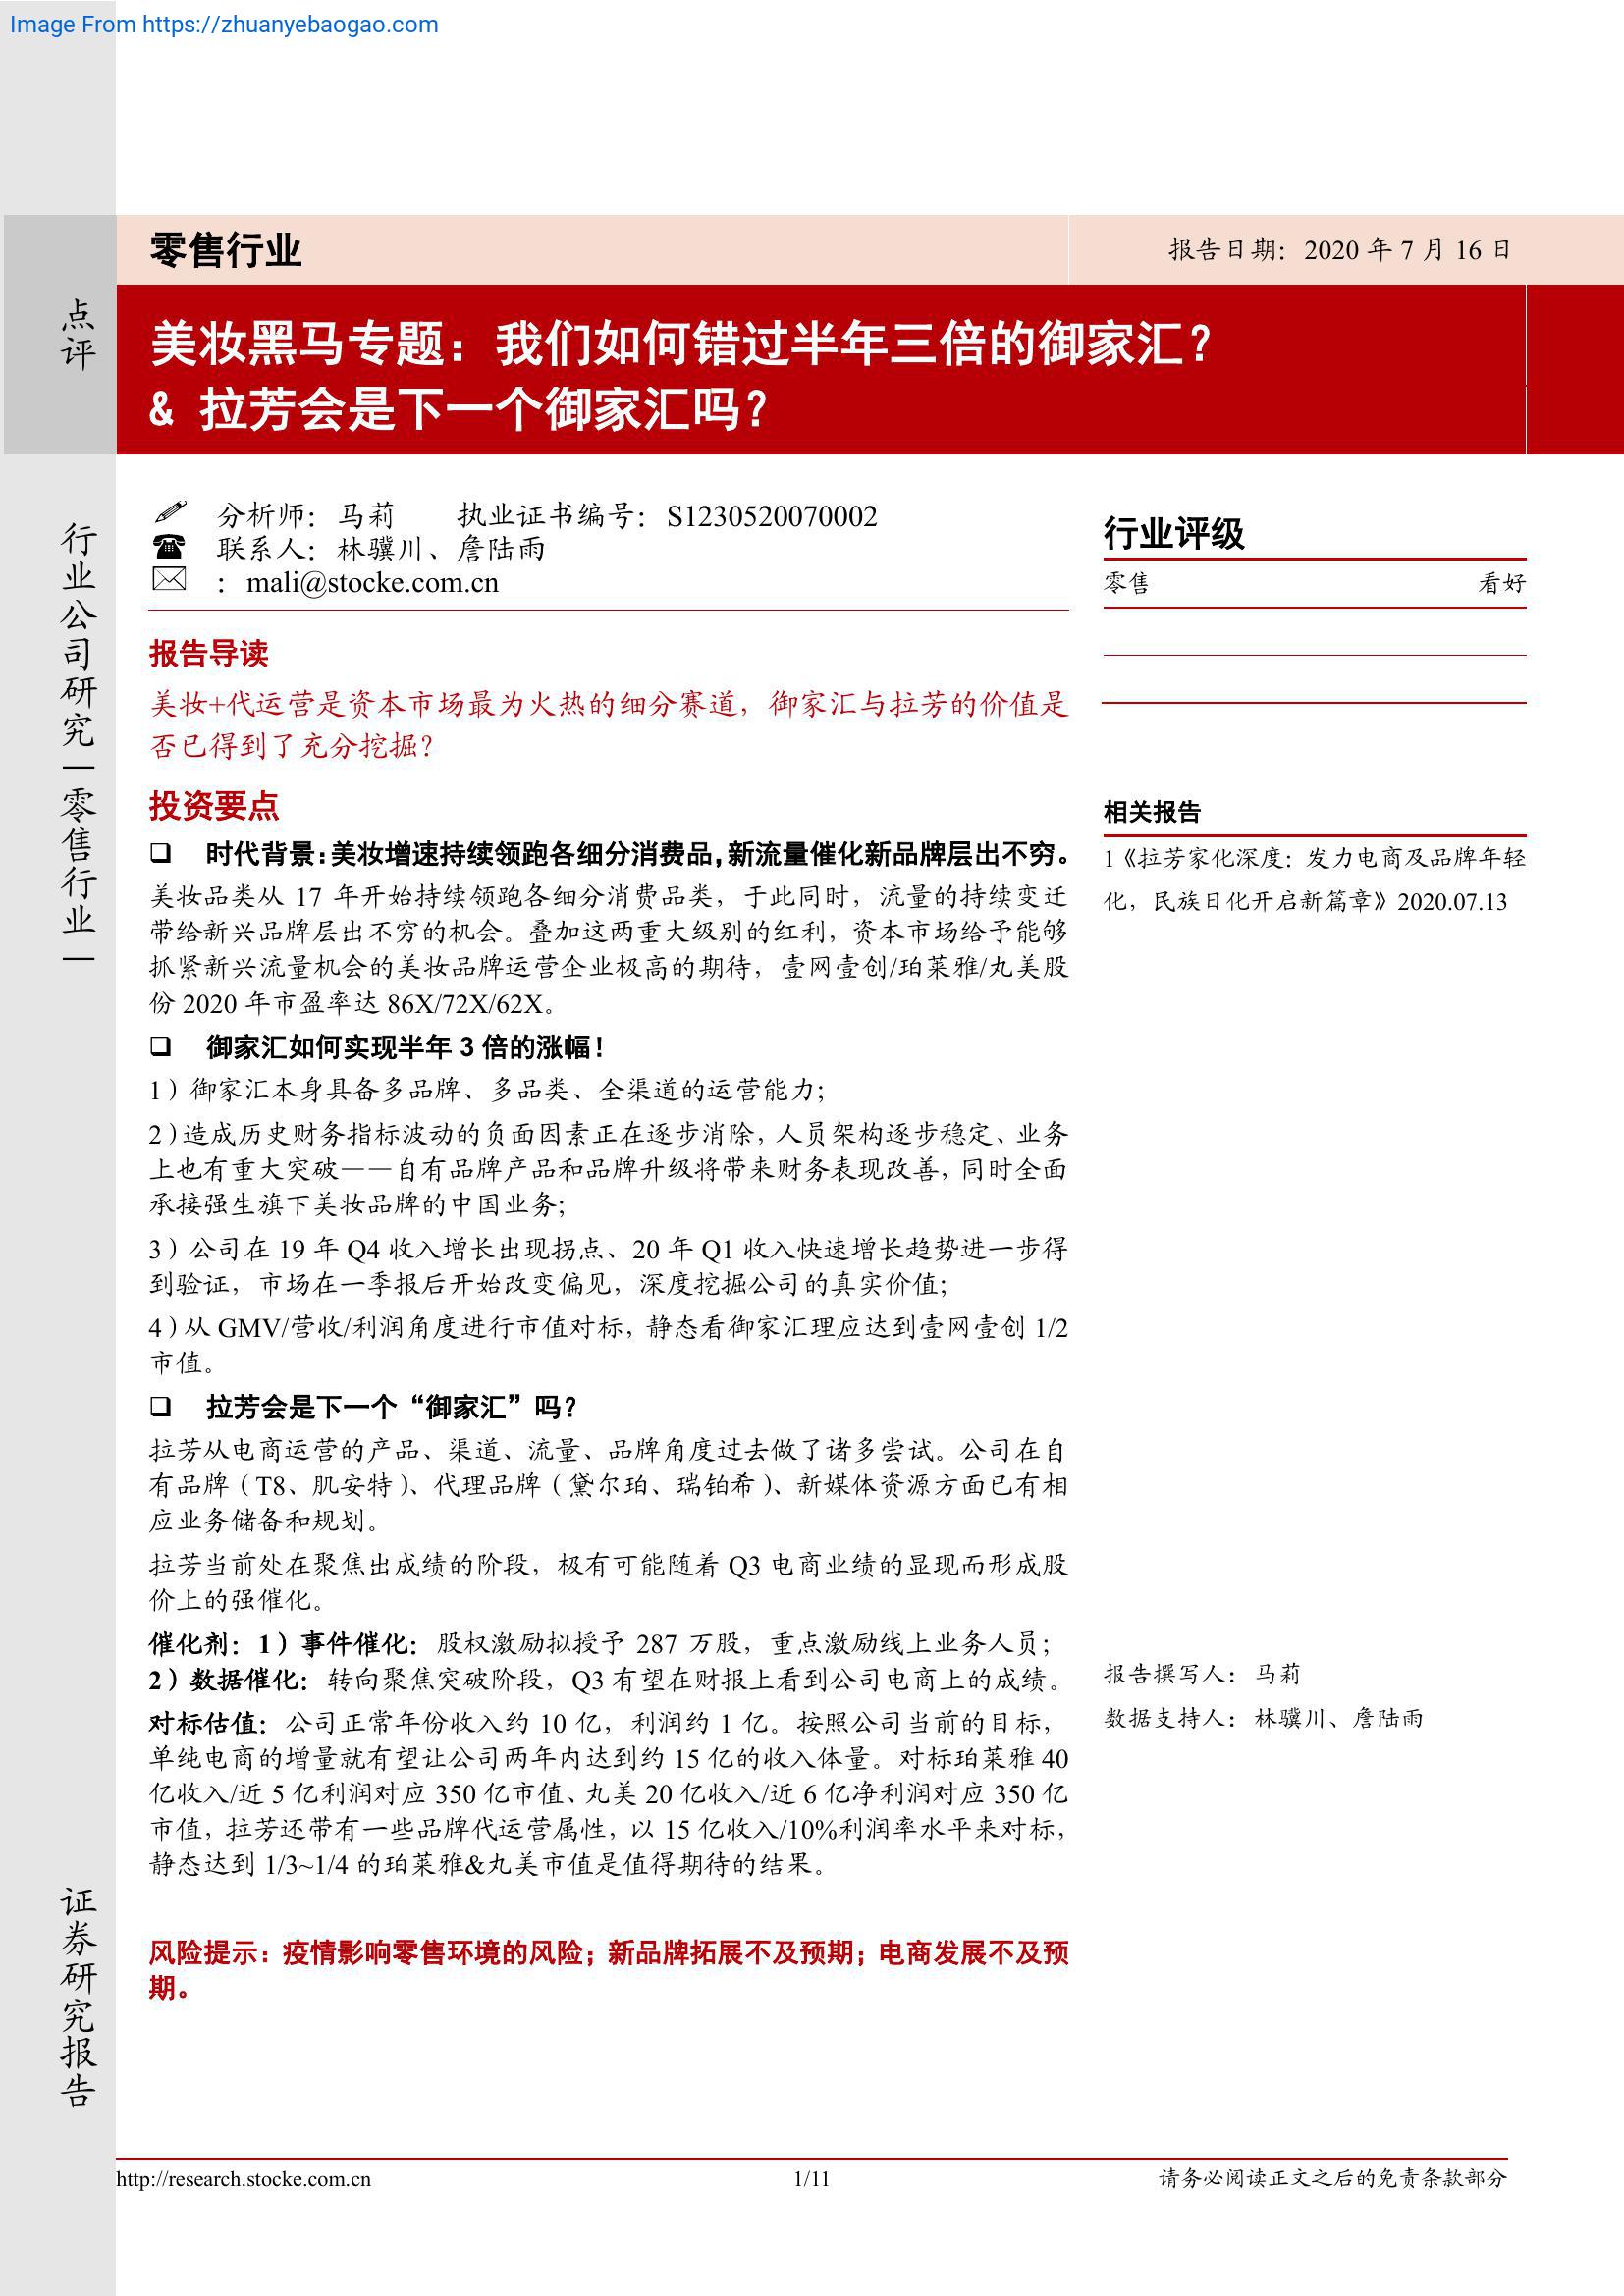 Image From https://zhuanyebaogao.com
零售行业
报告日期：2020 年 7 月 16 日
点评
美妆黑马专题：我们如何错过半年三倍的御家汇？
& 拉芳会是下一个御家汇吗？
行业公司研究｜零售行业｜
分析师：马莉 执业证书编号：S1230520070002
联系人：林骥川、詹陆雨
：mali@stocke.com.cn
行业评级
零售 看好
报告导读
美妆+代运营是资本市场最为火热的细分赛道，御家汇与拉芳的价值是
否已得到了充分挖掘？
投资要点
❑ 时代背景：美妆增速持续领跑各细分消费品，新流量催化新品牌层出不穷。
美妆品类从 17 年开始持续领跑各细分消费品类，于此同时，流量的持续变迁
带给新兴品牌层出不穷的机会。叠加这两重大级别的红利，资本市场给予能够
抓紧新兴流量机会的美妆品牌运营企业极高的期待，壹网壹创/珀莱雅/丸美股
份 2020 年市盈率达 86X/72X/62X。
❑ 御家汇如何实现半年 3 倍的涨幅！
1）御家汇本身具备多品牌、多品类、全渠道的运营能力；
2）造成历史财务指标波动的负面因素正在逐步消除，人员架构逐步稳定、业务
上也有重大突破——自有品牌产品和品牌升级将带来财务表现改善，同时全面
承接强生旗下美妆品牌的中国业务；
3）公司在 19 年 Q4 收入增长出现拐点、20 年 Q1 收入快速增长趋势进一步得
到验证，市场在一季报后开始改变偏见，深度挖掘公司的真实价值；
4）从 GMV/营收/利润角度进行市值对标，静态看御家汇理应达到壹网壹创 1/2
市值。
❑ 拉芳会是下一个“御家汇”吗？
拉芳从电商运营的产品、渠道、流量、品牌角度过去做了诸多尝试。公司在自
有品牌（T8、肌安特）、代理品牌（黛尔珀、瑞铂希）、新媒体资源方面已有相
应业务储备和规划。
拉芳当前处在聚焦出成绩的阶段，极有可能随着 Q3 电商业绩的显现而形成股
价上的强催化。
催化剂：1）事件催化：股权激励拟授予 287 万股，重点激励线上业务人员；
2）数据催化：转向聚焦突破阶段，Q3 有望在财报上看到公司电商上的成绩。
对标估值：公司正常年份收入约 10 亿，利润约 1 亿。按照公司当前的目标，
单纯电商的增量就有望让公司两年内达到约 15 亿的收入体量。对标珀莱雅 40
亿收入/近 5 亿利润对应 350 亿市值、丸美 20 亿收入/近 6 亿净利润对应 350 亿
市值，拉芳还带有一些品牌代运营属性，以 15 亿收入/10%利润率水平来对标，
静态达到 1/3~1/4 的珀莱雅&丸美市值是值得期待的结果。
风险提示：疫情影响零售环境的风险；新品牌拓展不及预期；电商发展不及预
期。
相关报告
1《拉芳家化深度：发力电商及品牌年轻
化，民族日化开启新篇章》2020.07.13
报告撰写人：马莉
数据支持人：林骥川、詹陆雨
证券研究报告
http://research.stocke.com.cn
1/11
请务必阅读正文之后的免责条款部分